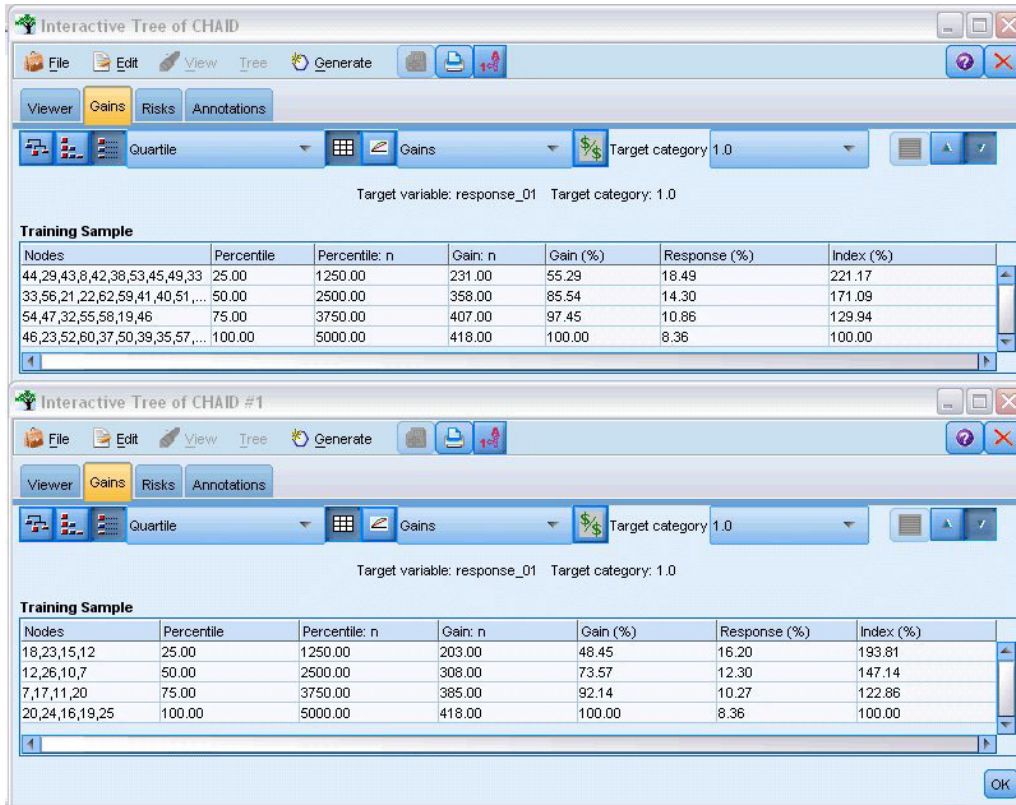 Interactive Tree of CHAID
File Edit View Tree Generate
Viewer Gains Risks Annotations
Quartile Gains $/$ Target category 1.0
Target variable: response_01 Target category: 1.0
Training Sample
Nodes Percentile Percentile: n Gain: n Gain (%) Response (%) Index (%)
44,29,43,8,42,38,53,45,49,33 25.00 1250.00 231.00 55.29 18.49 221.17
33,56,21,22,62,59,41,40,51,... 50.00 2500.00 358.00 85.54 14.30 171.09
54,47,32,55,58,19,46 75.00 3750.00 407.00 97.45 10.86 129.94
46,23,52,60,37,50,39,35,57,... 100.00 5000.00 418.00 100.00 8.36 100.00
Interactive Tree of CHAID #1
File Edit View Tree Generate
Viewer Gains Risks Annotations
Quartile Gains $/$ Target category 1.0
Target variable: response_01 Target category: 1.0
Training Sample
Nodes Percentile Percentile: n Gain: n Gain (%) Response (%) Index (%)
18,23,15,12 25.00 1250.00 203.00 48.45 16.20 193.81
12,26,10,7 50.00 2500.00 308.00 73.57 12.30 147.14
7,17,11,20 75.00 3750.00 385.00 92.14 10.27 122.86
20,24,16,19,25 100.00 5000.00 418.00 100.00 8.36 100.00
OK